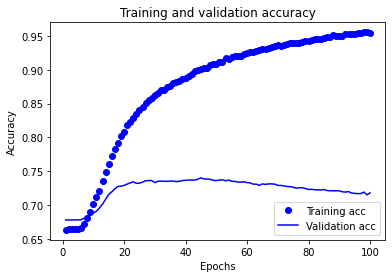 Training and validation accuracy
Accuracy
0.95
0.90
0.85
0.80
0.75
0.70
0.65
Training acc
Validation acc
0
20
40
60
80
100
Epochs